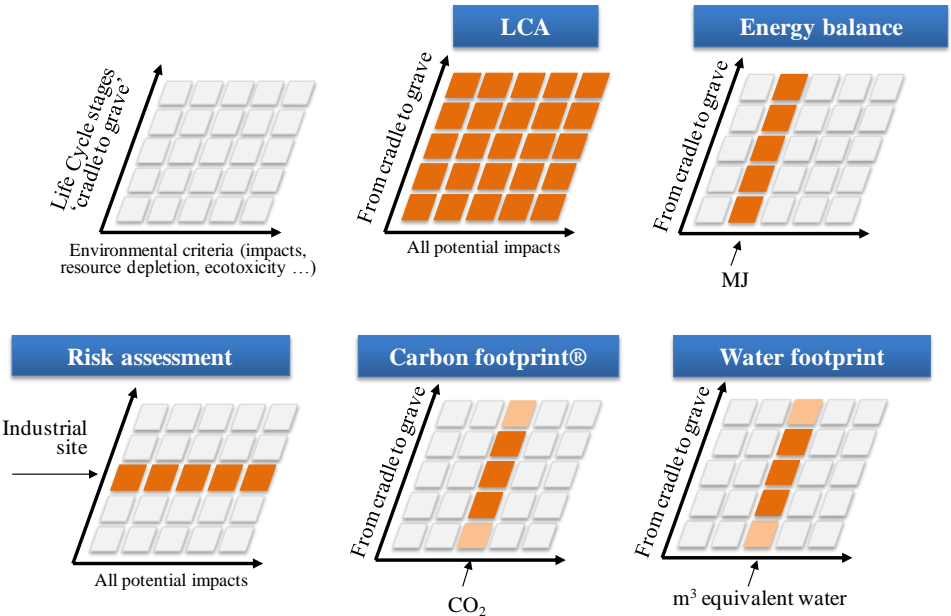 LCA
Energy balance
Life Cycle stages
‘cradle to grave’
From cradle to grave
From cradle to grave
Environmental criteria (impacts,
resource depletion, ecotoxicity …)
All potential impacts
MJ
Risk assessment
Carbon footprint®
Water footprint
Industrial
site
From cradle to grave
From cradle to grave
All potential impacts
CO₂
m³ equivalent water